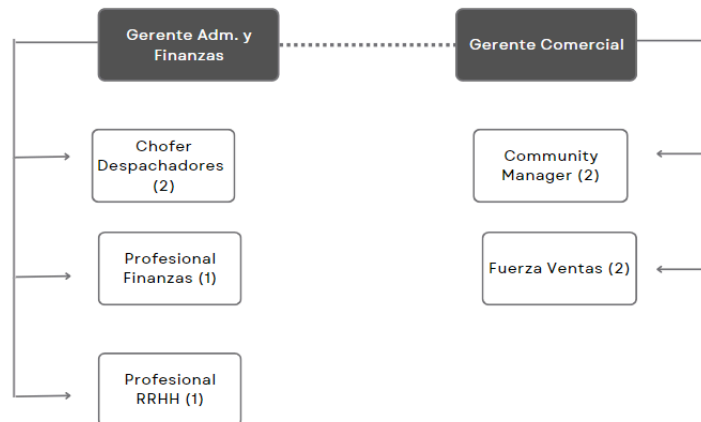 Gerente Adm. y
Finanzas
Gerente Comercial
Chofer
Despachadores
(2)
Community
Manager (2)
Profesional
Finanzas (1)
Fuerza Ventas (2)
Profesional
RRHH (1)